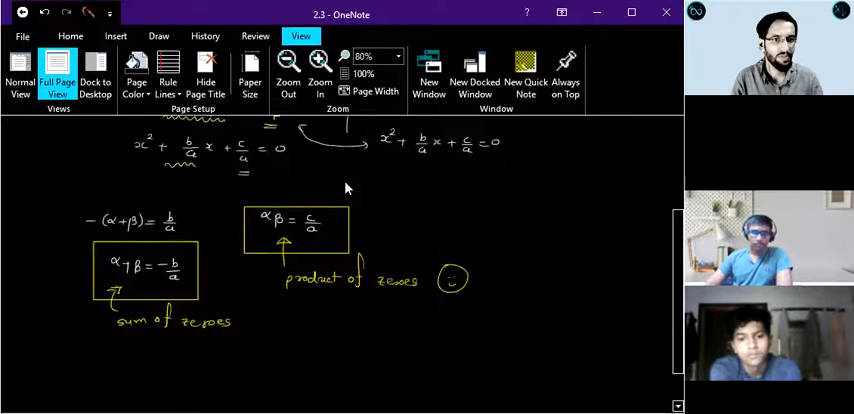 2.3 - OneNote
File Home Insert Draw History Review View
Normal View
Full Page View
Dock to Desktop
Page Color
Rule Lines
Hide Title
Paper Size
Zoom Out
Zoom In
80%
100%
Page Width
New Window
New Docked Window
New Quick Note
Always on Top
Views Page Setup Zoom Window
x² + b/a x + c/a = 0
x² + b/a x + c/a = 0
-(α+β) = b/a
αβ = c/a
α+β = -b/a
product of zeroes
sum of zeroes